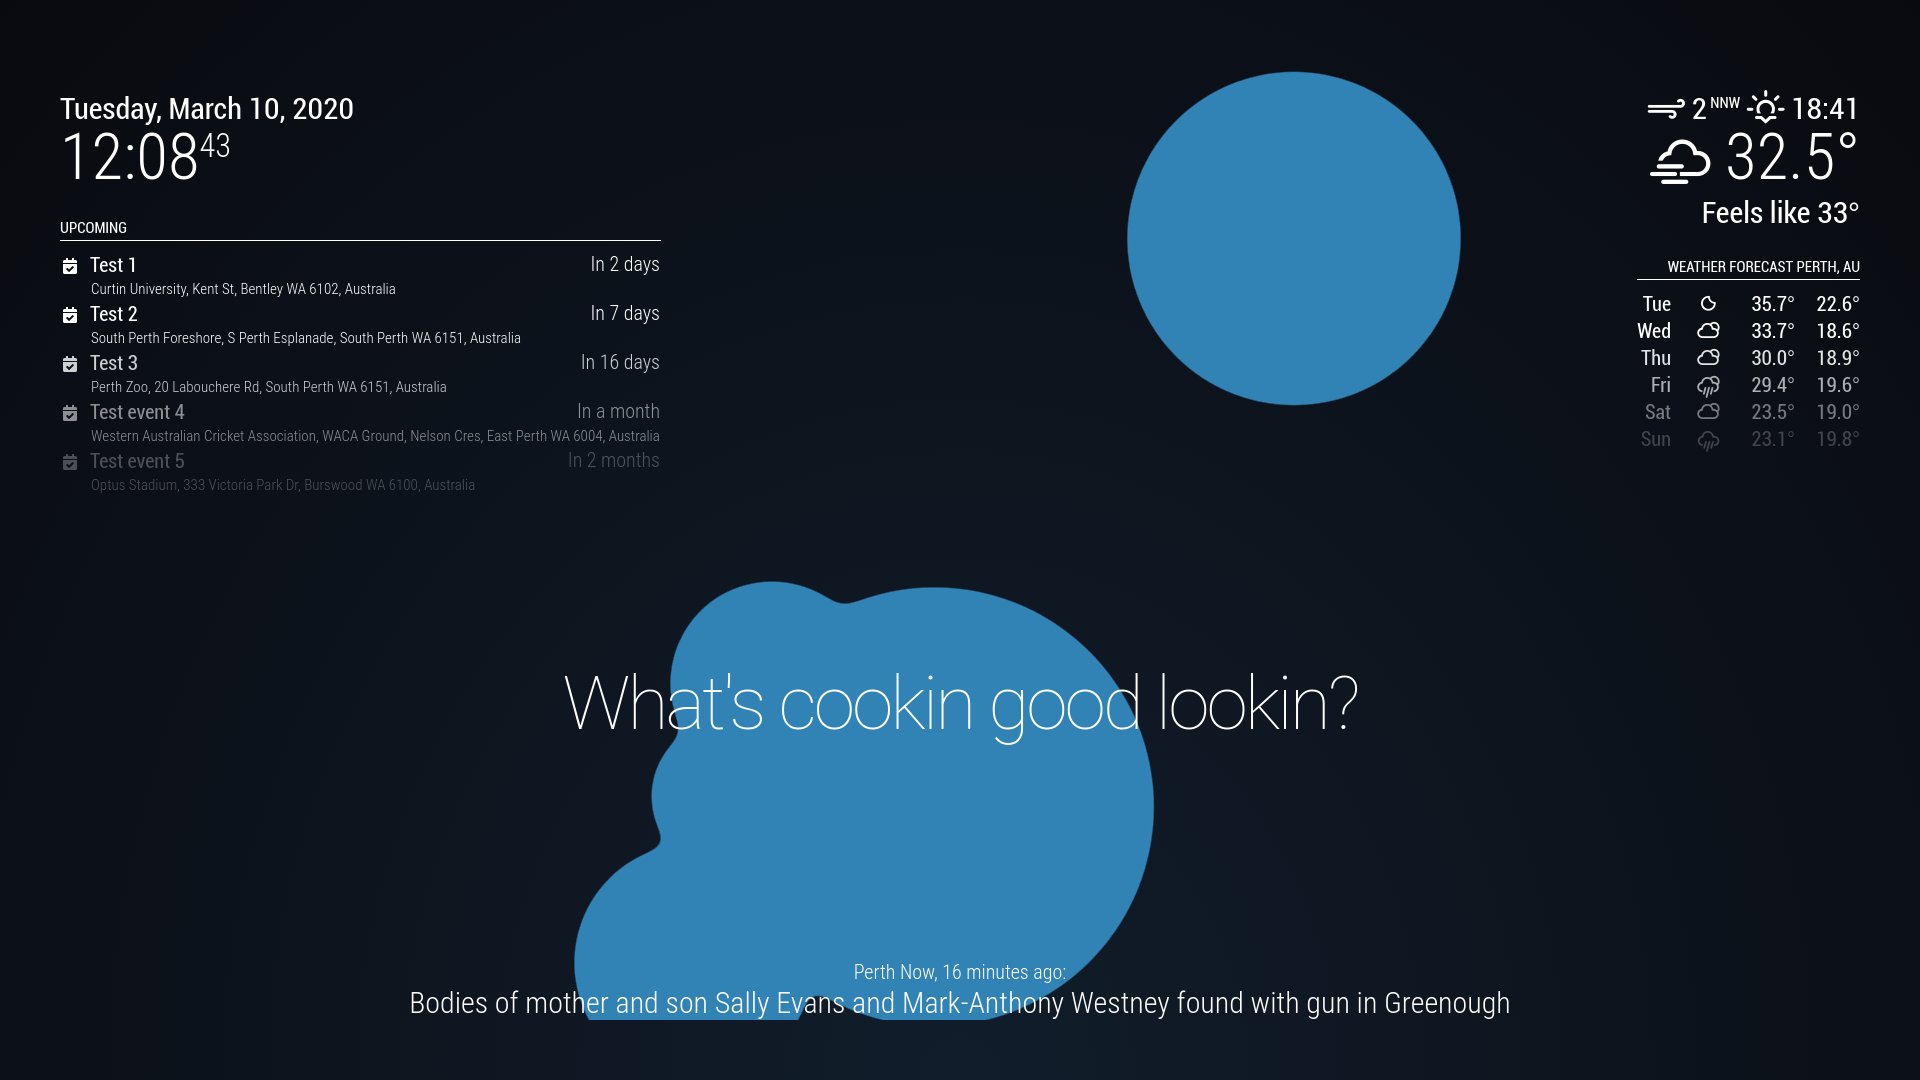 Tuesday, March 10, 2020
12:08 43
UPCOMING
Test 1 In 2 days
Curtin University, Kent St, Bentley WA 6102, Australia
Test 2 In 7 days
South Perth Foreshore, S Perth Esplanade, South Perth WA 6151, Australia
Test 3 In 16 days
Perth Zoo, 20 Labouchere Rd, South Perth WA 6151, Australia
Test event 4 In a month
Western Australian Cricket Association, WACA Ground, Nelson Cres, East Perth WA 6004, Australia
Test event 5 In 2 months
Optus Stadium, 333 Victoria Park Dr, Burswood WA 6100, Australia
2 NNW 18:41
32.5°
Feels like 33°
WEATHER FORECAST PERTH, AU
Tue 35.7° 22.6°
Wed 33.7° 18.6°
Thu 30.0° 18.9°
Fri 29.4° 19.6°
Sat 23.5° 19.0°
Sun 23.1° 19.8°
What's cookin good lookin?
Perth Now, 16 minutes ago:
Bodies of mother and son Sally Evans and Mark-Anthony Westney found with gun in Greenough